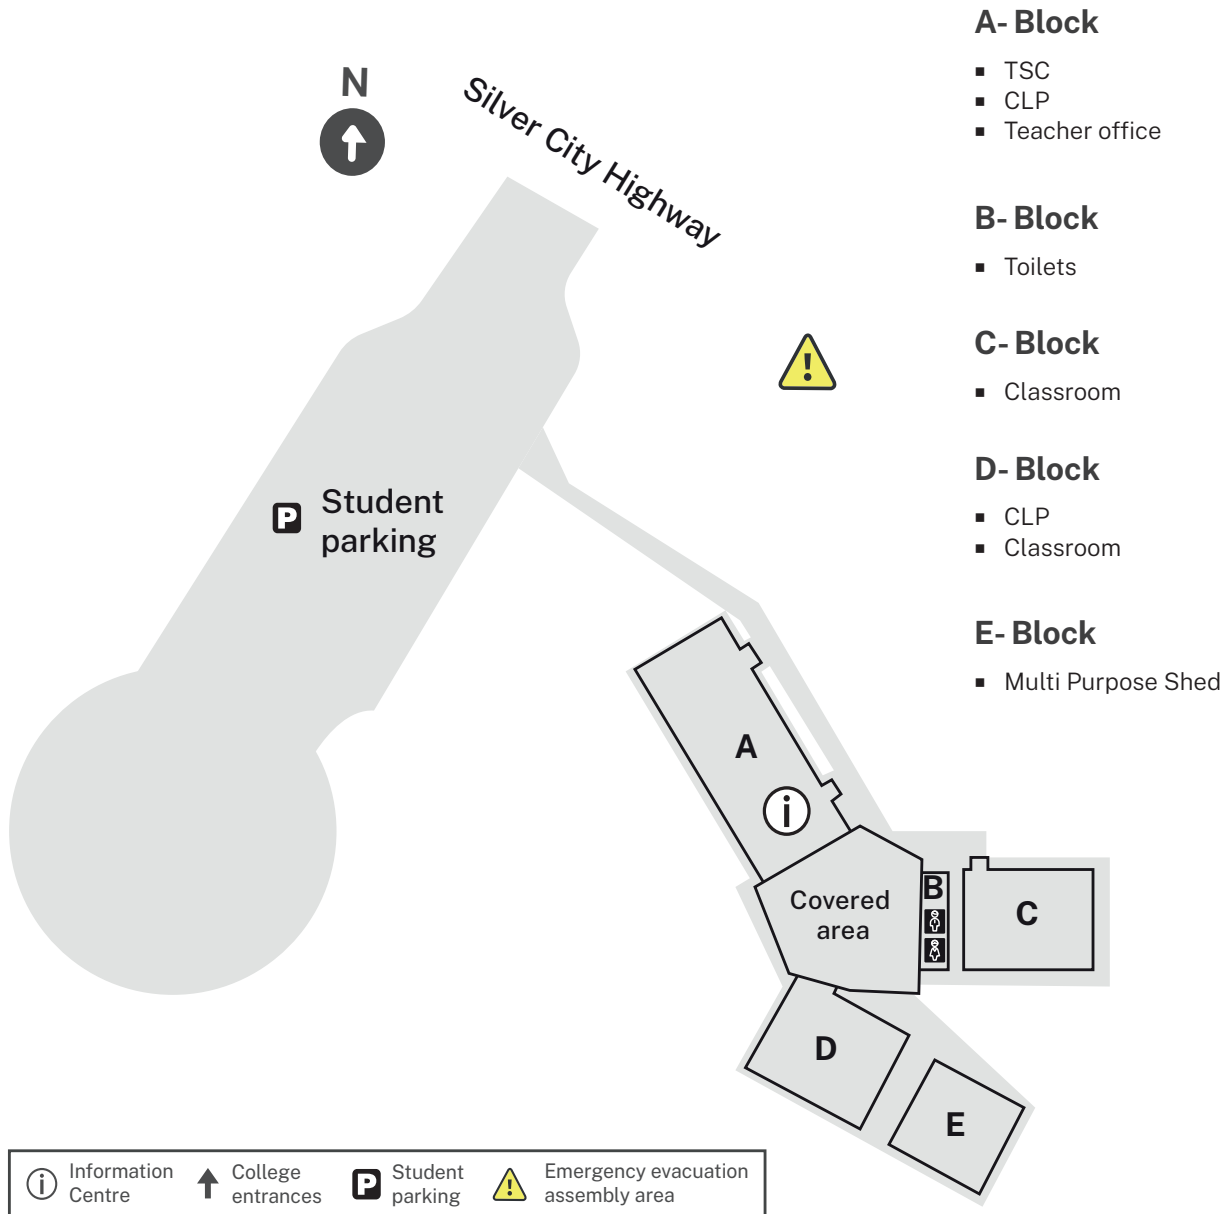 N
Silver City Highway
A- Block
▪ TSC
▪ CLP
▪ Teacher office
B- Block
▪ Toilets
C- Block
▪ Classroom
D- Block
▪ CLP
▪ Classroom
E- Block
▪ Multi Purpose Shed
P
Student
parking
A
i
Covered
area
B
C
D
E
i
Information
Centre
College
entrances
P
Student
parking
!
Emergency evacuation
assembly area
!